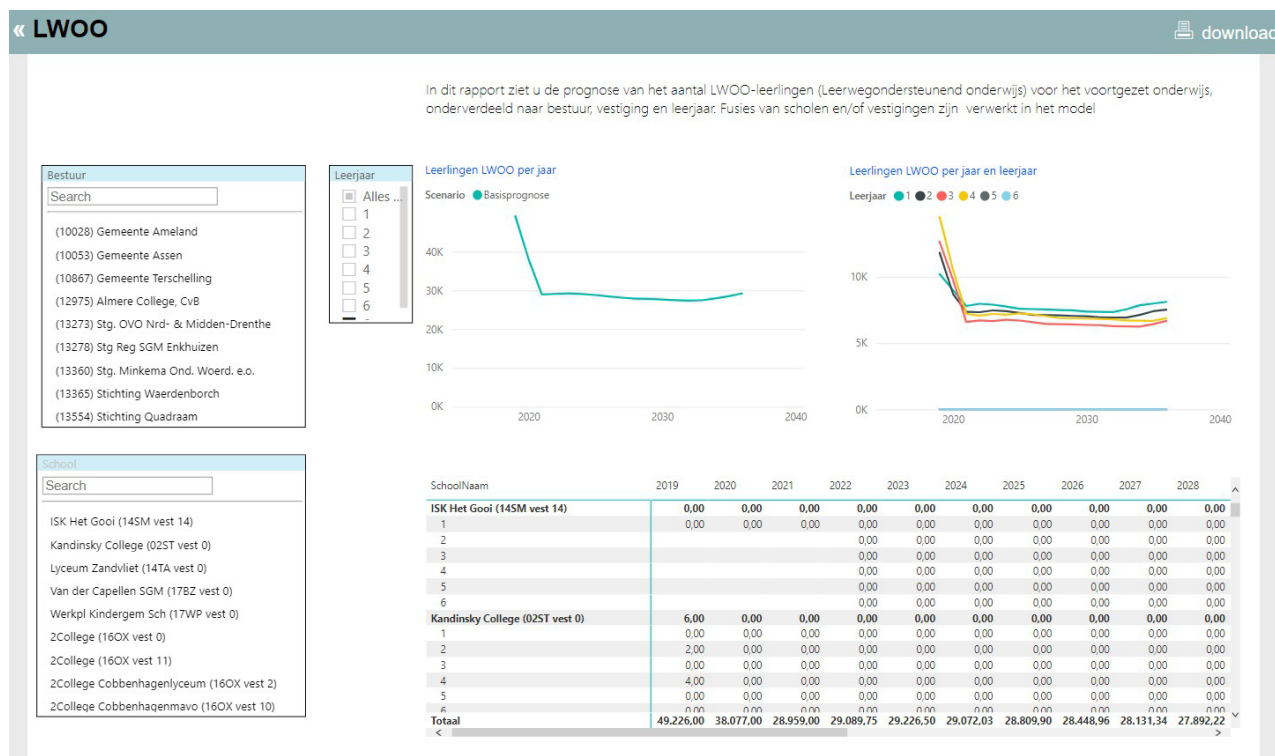 « LWOO
download
In dit rapport ziet u de prognose van het aantal LWOO-leerlingen (Leerwegondersteunend onderwijs) voor het voortgezet onderwijs,
onderverdeeld naar bestuur, vestiging en leerjaar. Fusies van scholen en/of vestigingen zijn verwerkt in het model
Bestuur
Search
(10028) Gemeente Ameland
(10053) Gemeente Assen
(10867) Gemeente Terschelling
(12975) Almere College, CvB
(13273) Stg. OVO Nrd- & Midden-Drenthe
(13278) Stg Reg SGM Enkhuizen
(13360) Stg. Minkema Ond. Woerd. e.o.
(13365) Stichting Waerdenborch
(13554) Stichting Quadraam
Leerjaar
Alles ...
1
2
3
4
5
6
Leerlingen LWOO per jaar
Scenario Basisprognose
40K
30K
20K
10K
0K
2020 2030 2040
Leerlingen LWOO per jaar en leerjaar
Leerjaar 1 2 3 4 5 6
10K
5K
0K
2020 2030 2040
School
Search
ISK Het Gooi (14SM vest 14)
Kandinsky College (02ST vest 0)
Lyceum Zandvliet (14TA vest 0)
Van der Capellen SGM (17BZ vest 0)
Werkpl Kindergem Sch (17WP vest 0)
2College (16OX vest 0)
2College (16OX vest 11)
2College Cobbenhagenlyceum (16OX vest 2)
2College Cobbenhagenmavo (16OX vest 10)
SchoolNaam 2019 2020 2021 2022 2023 2024 2025 2026 2027 2028
ISK Het Gooi (14SM vest 14) 0,00 0,00 0,00 0,00 0,00 0,00 0,00 0,00 0,00 0,00
1 0,00 0,00 0,00 0,00 0,00 0,00 0,00 0,00 0,00 0,00
2 0,00 0,00 0,00 0,00 0,00 0,00 0,00
3 0,00 0,00 0,00 0,00 0,00 0,00 0,00
4 0,00 0,00 0,00 0,00 0,00 0,00 0,00
5 0,00 0,00 0,00 0,00 0,00 0,00 0,00
6 0,00 0,00 0,00 0,00 0,00 0,00 0,00
Kandinsky College (02ST vest 0) 6,00 0,00 0,00 0,00 0,00 0,00 0,00 0,00 0,00 0,00
1 0,00 0,00 0,00 0,00 0,00 0,00 0,00 0,00 0,00 0,00
2 2,00 0,00 0,00 0,00 0,00 0,00 0,00 0,00 0,00 0,00
3 0,00 0,00 0,00 0,00 0,00 0,00 0,00 0,00 0,00 0,00
4 4,00 0,00 0,00 0,00 0,00 0,00 0,00 0,00 0,00 0,00
5 0,00 0,00 0,00 0,00 0,00 0,00 0,00 0,00 0,00 0,00
6 0,00 0,00 0,00 0,00 0,00 0,00 0,00 0,00 0,00 0,00
Totaal 49.226,00 38.077,00 28.959,00 29.089,75 29.226,50 29.072,03 28.809,90 28.448,96 28.131,34 27.892,22